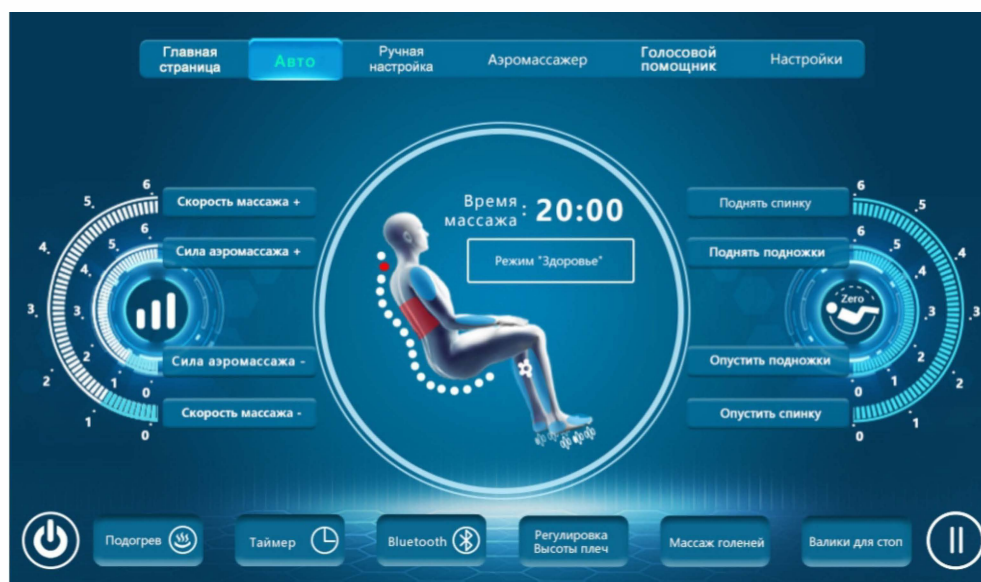 Главная
страница
Авто
Ручная
настройка
Аэромассажер
Голосовой
помощник
Настройки
Время
массажа : 20:00
Режим "Здоровье"
6.
5.
4.
3.
2
1
0
6.
5.
4.
3.
2
1
0
Скорость массажа +
Сила аэромассажа +
Сила аэромассажа -
Скорость массажа -
Поднять спинку
Поднять подножки
Опустить подножки
Опустить спинку
Zero
.6
.5
.4
.3
2
1
0
6
.5
.4
.3
2
1
0
Подогрев
Таймер
Bluetooth
Регулировка
Высоты плеч
Массаж голеней
Валики для стоп